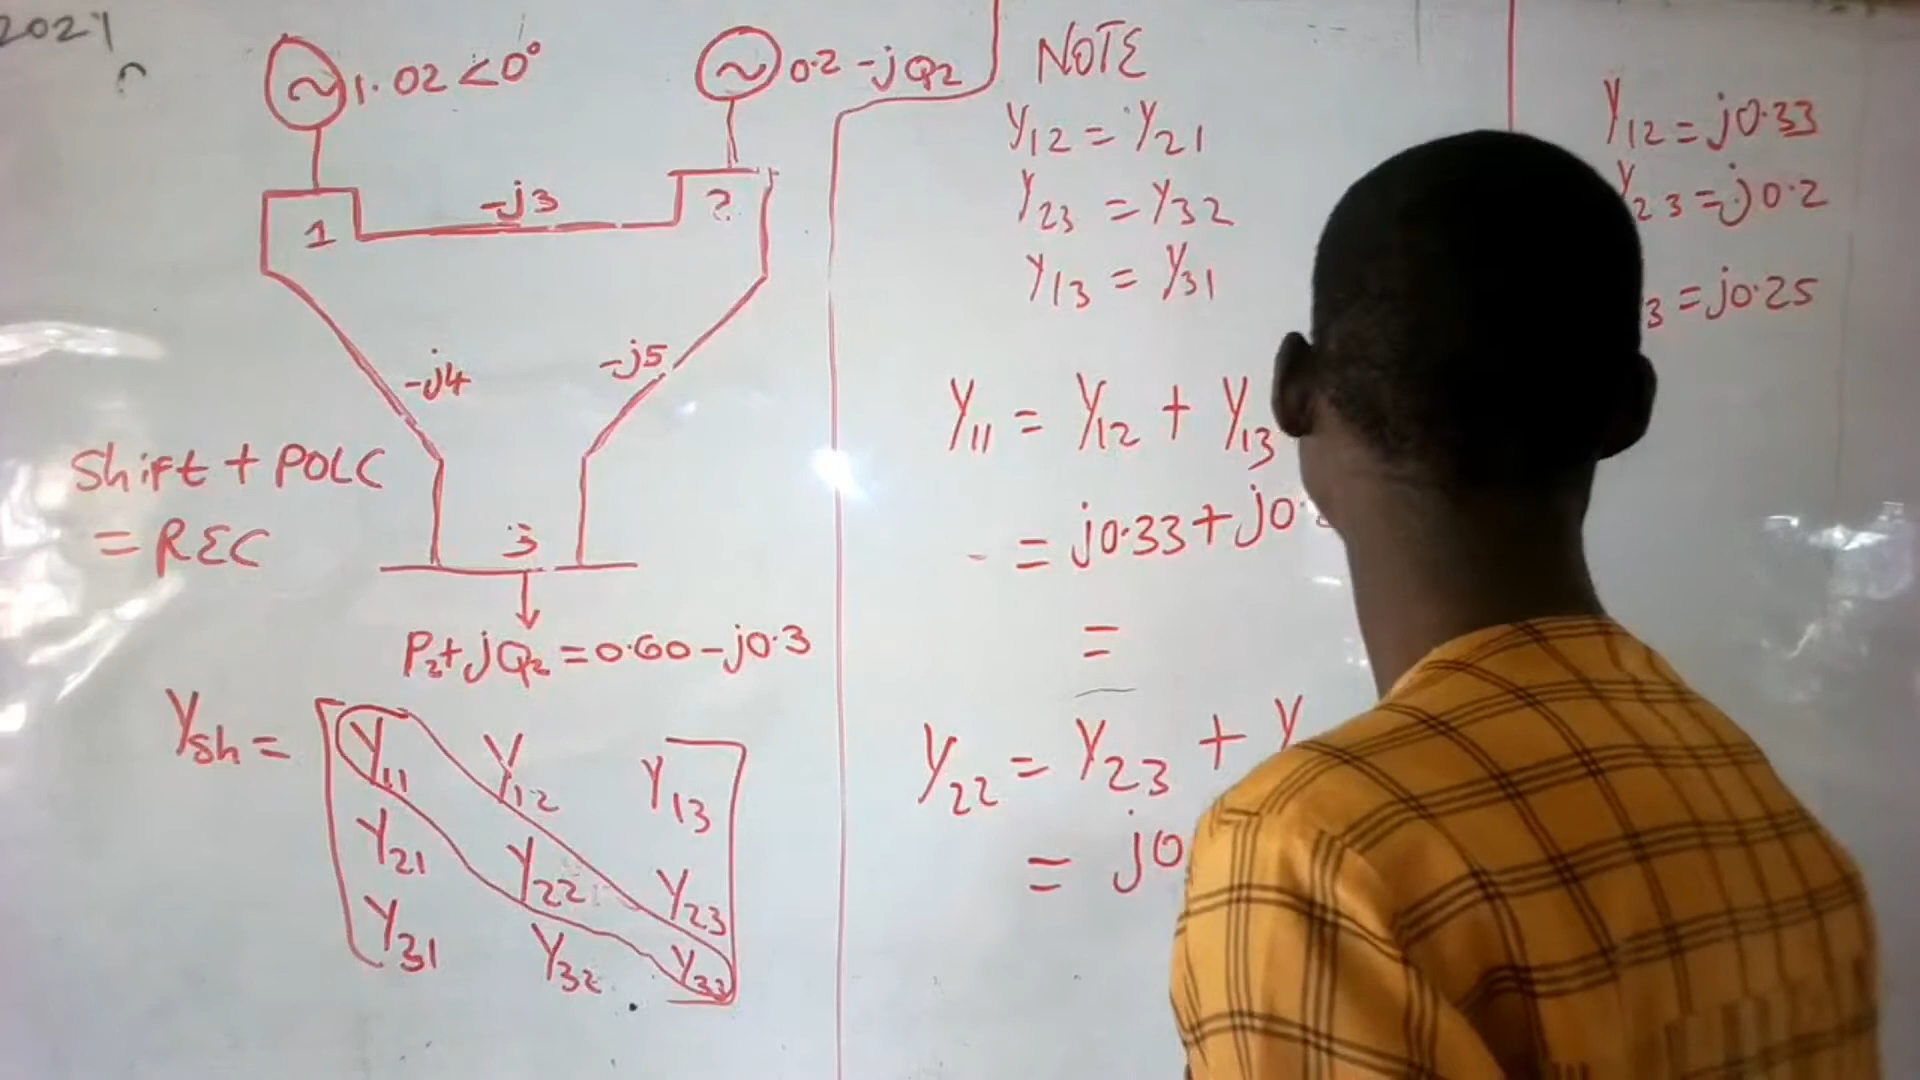 2021
1.02<0°
0.2-jQ2
1
-j3
2
-j4
-j5
Shift + POLC
= REC
3
P2+jQ2=0.60-j0.3
Ysh =
Y11 Y12 Y13
Y21 Y22 Y23
Y31 Y32 Y33
NOTE
Y12 = Y21
Y23 = Y32
Y13 = Y31
Y11 = Y12 + Y13
= j0.33+j0.
=
Y22 = Y23 + Y
= j0
Y12 = j0.33
Y23 = j0.2
3 = j0.25